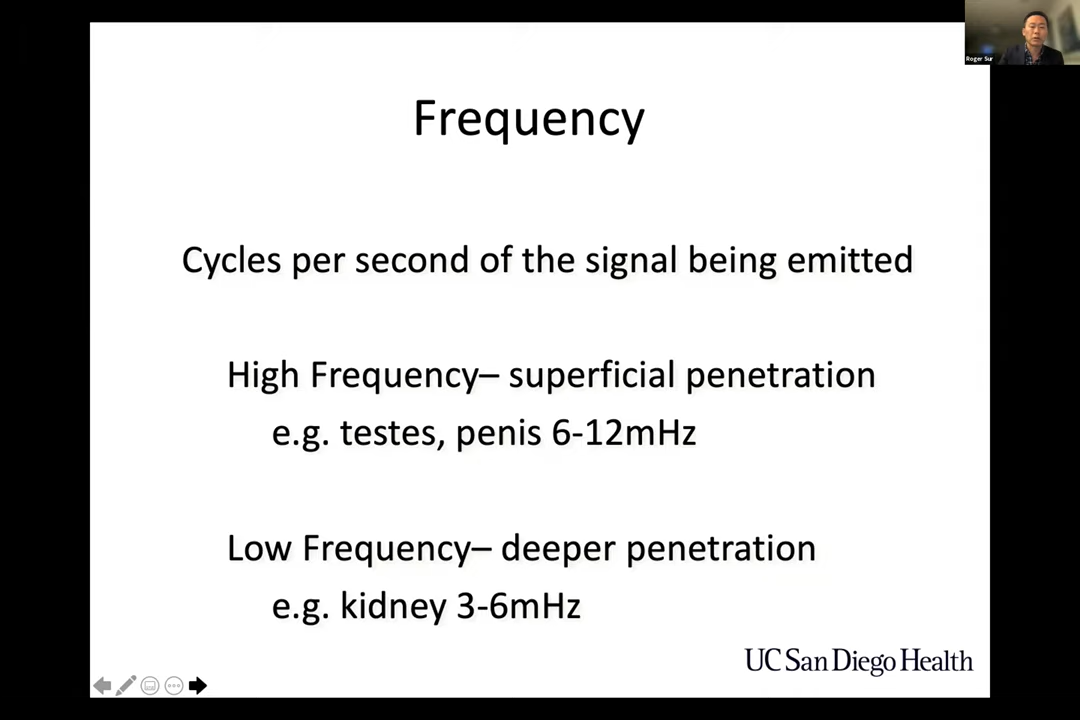 Roger Sur
Frequency
Cycles per second of the signal being emitted
High Frequency– superficial penetration
e.g. testes, penis 6-12mHz
Low Frequency– deeper penetration
e.g. kidney 3-6mHz
UC San Diego Health